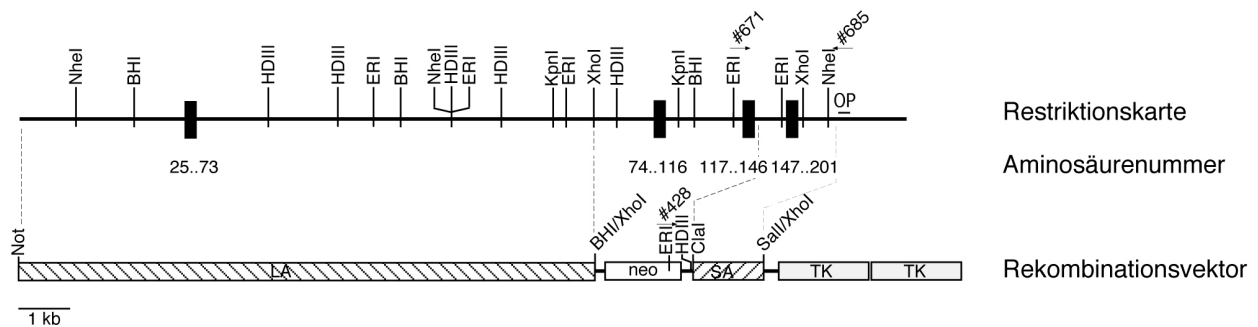 #671
#685
NheI
BHI
HDIII
HDIII
ERI
BHI
NheI
HDIII
ERI
HDIII
KpnI
ERI
XhoI
HDIII
KpnI
BHI
ERI
ERI
XhoI
NheI
OP
Restriktionskarte
25..73
74..116
117..146
147..201
Aminosäurenummer
Not
BHI/XhoI
#428
ERI
HDIII
ClaI
SalI/XhoI
LA
neo
SA
TK
TK
Rekombinationsvektor
1 kb